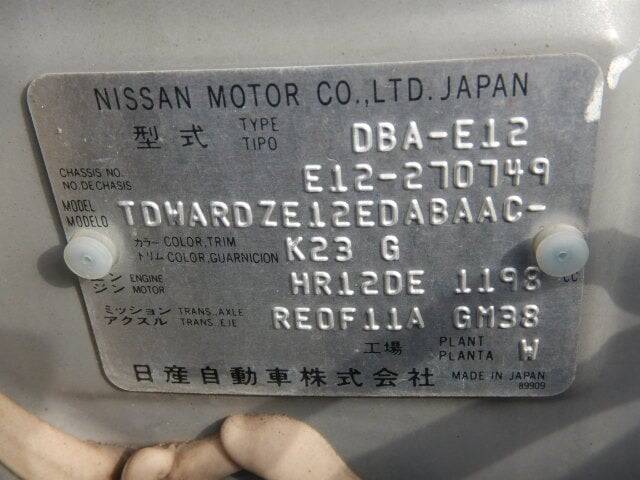 NISSAN MOTOR CO.,LTD. JAPAN
型式 TYPE TIPO DBA-E12
CHASSIS NO. NO.DE CHASIS E12-270749
MODEL MODELO TDWARDZE12EDABAAC-
カラー COLOR,TRIM トリム COLOR,GUARNICION K23 G
ジン ENGINE MOTOR HR12DE 1198 CC
ミッション TRANS.,AXLE アクスル TRANS.,EJE RE0F11A GM38
工場 PLANT PLANTA W
日産自動車株式会社 MADE IN JAPAN
89909